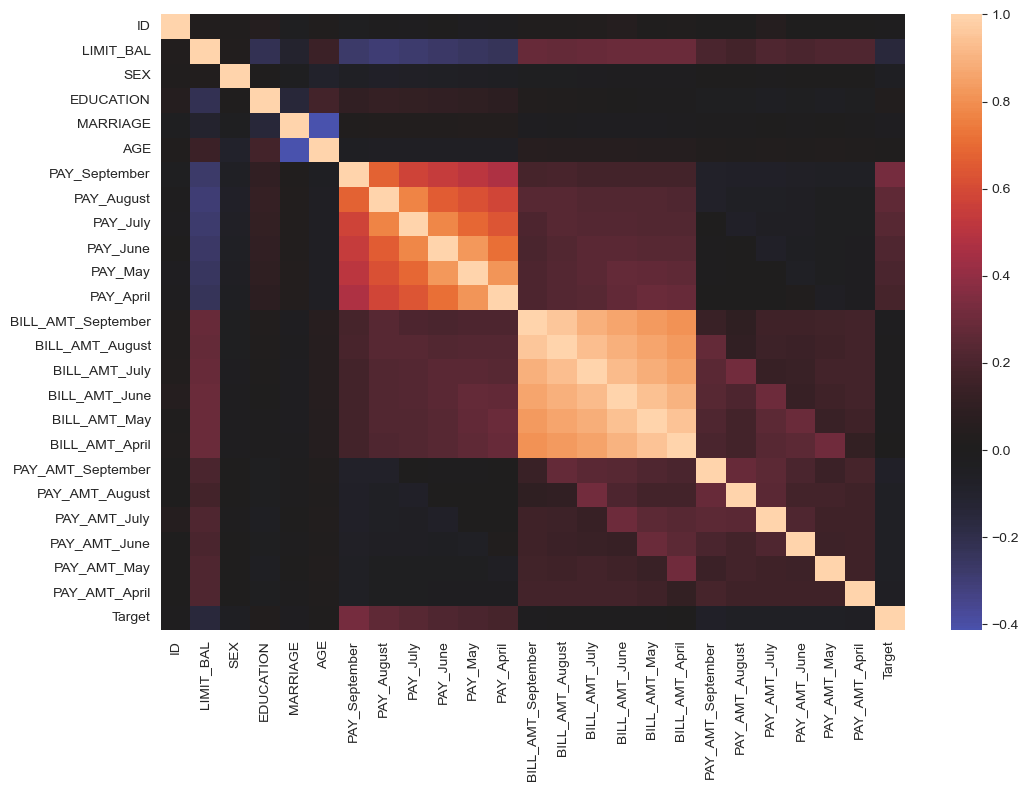 ID
LIMIT_BAL
SEX
EDUCATION
MARRIAGE
AGE
PAY_September
PAY_August
PAY_July
PAY_June
PAY_May
PAY_April
BILL_AMT_September
BILL_AMT_August
BILL_AMT_July
BILL_AMT_June
BILL_AMT_May
BILL_AMT_April
PAY_AMT_September
PAY_AMT_August
PAY_AMT_July
PAY_AMT_June
PAY_AMT_May
PAY_AMT_April
Target
ID
LIMIT_BAL
SEX
EDUCATION
MARRIAGE
AGE
PAY_September
PAY_August
PAY_July
PAY_June
PAY_May
PAY_April
BILL_AMT_September
BILL_AMT_August
BILL_AMT_July
BILL_AMT_June
BILL_AMT_May
BILL_AMT_April
PAY_AMT_September
PAY_AMT_August
PAY_AMT_July
PAY_AMT_June
PAY_AMT_May
PAY_AMT_April
Target
1.0
0.8
0.6
0.4
0.2
0.0
−0.2
−0.4